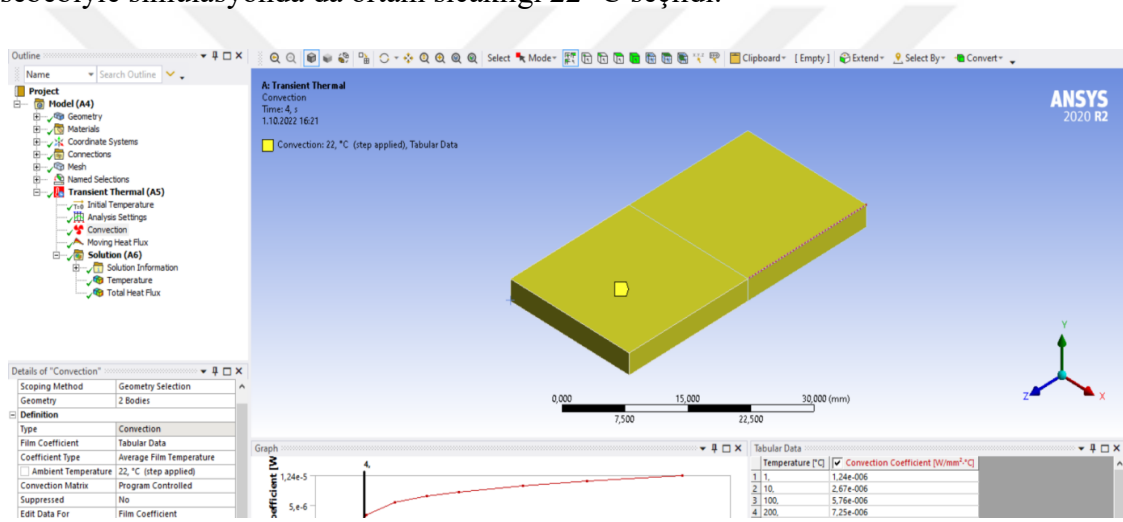 sebebiyle simülasyonda da ortam sıcaklığı 22 °C seçildi.
Outline
Name Search Outline
Project
Model (A4)
Geometry
Materials
Coordinate Systems
Connections
Mesh
Named Selections
Transient Thermal (A5)
Initial Temperature
Analysis Settings
Convection
Moving Heat Flux
Solution (A6)
Solution Information
Temperature
Total Heat Flux
Select Mode Clipboard [ Empty ] Extend Select By Convert
A: Transient Thermal
Convection
Time: 4, s
1.10.2022 16:21
Convection: 22, °C (step applied), Tabular Data
ANSYS
2020 R2
Y
Z X
0,000 15,000 30,000 (mm)
7,500 22,500
Details of "Convection"
Scoping Method Geometry Selection
Geometry 2 Bodies
Definition
Type Convection
Film Coefficient Tabular Data
Coefficient Type Average Film Temperature
Ambient Temperature 22, °C (step applied)
Convection Matrix Program Controlled
Suppressed No
Edit Data For Film Coefficient
Graph
4,
1,24e-5
5,e-6
Tabular Data
Temperature [°C] Convection Coefficient [W/mm²·°C]
1 1, 1,24e-006
2 10, 2,67e-006
3 100, 5,76e-006
4 200, 7,25e-006